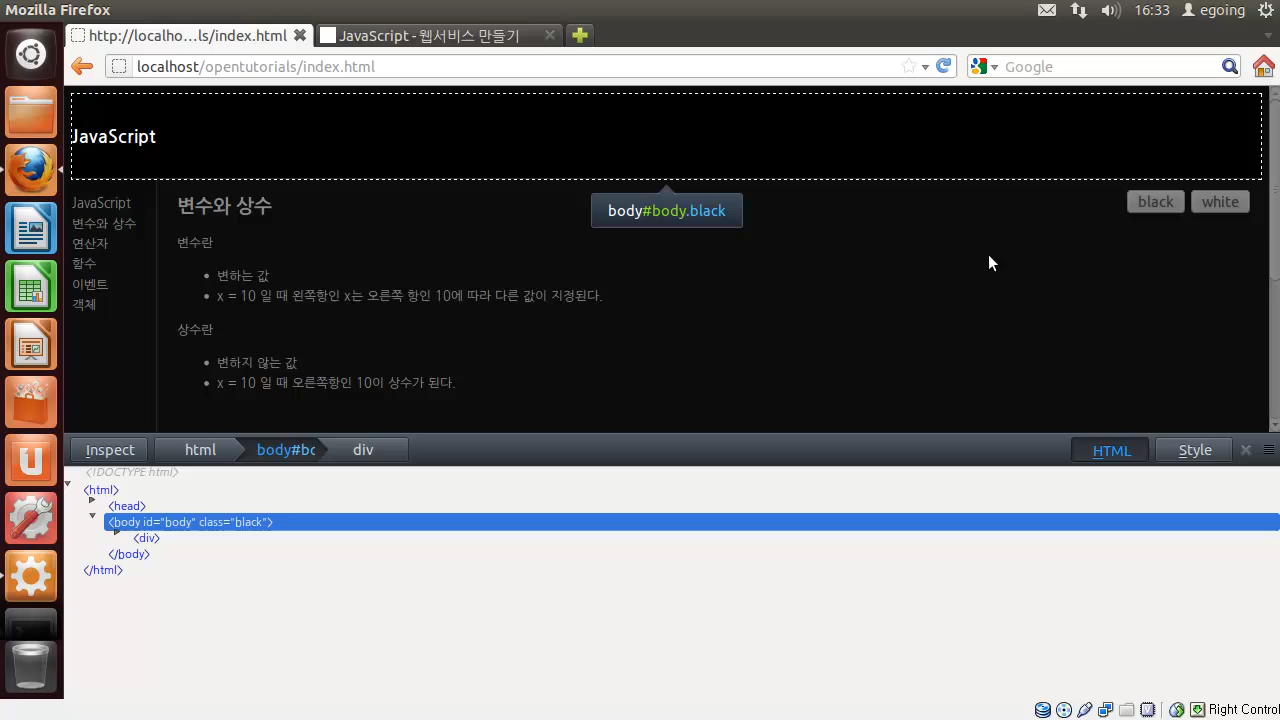 Mozilla Firefox
16:33
egoing
http://localho...ls/index.html
JavaScript - 웹서비스 만들기
localhost/opentutorials/index.html
Google
JavaScript
JavaScript
변수와 상수
연산자
함수
이벤트
객체
변수와 상수
변수란
변하는 값
x = 10 일 때 왼쪽항인 x는 오른쪽 항인 10에 따라 다른 값이 지정된다.
상수란
변하지 않는 값
x = 10 일 때 오른쪽항인 10이 상수가 된다.
body#body.black
black
white
Inspect
html
body#bc
div
HTML
Style
<!DOCTYPE html>
<html>
<head>
<body id="body" class="black">
<div>
</body>
</html>
Right Control